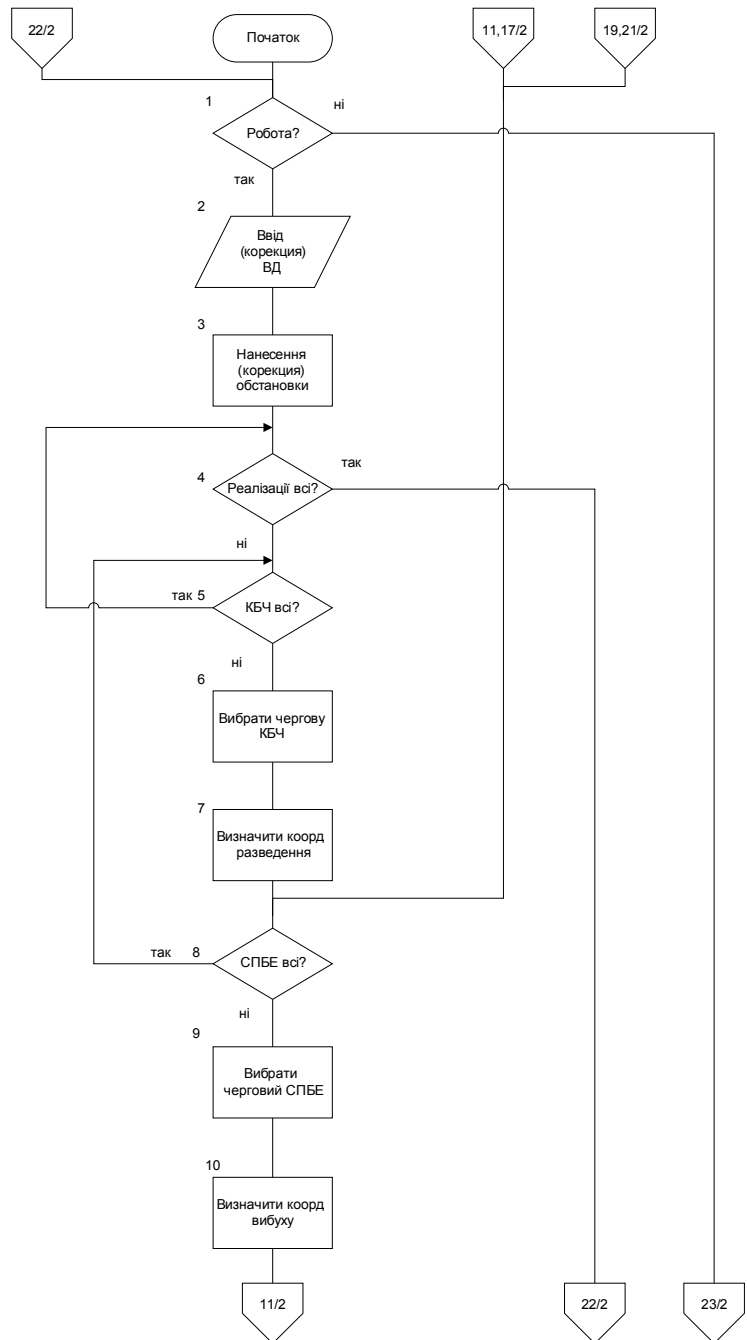 22/2
Початок
11,17/2
19,21/2
1
ні
Робота?
так
2
Ввід
(корекция)
ВД
3
Нанесення
(корекция)
обстановки
так
4
Реалізації всі?
ні
так 5
КБЧ всі?
ні
6
Вибрати чергову
КБЧ
7
Визначити коорд
разведення
так
8
СПБЕ всі?
ні
9
Вибрати
черговий СПБЕ
10
Визначити коорд
вибуху
11/2
22/2
23/2